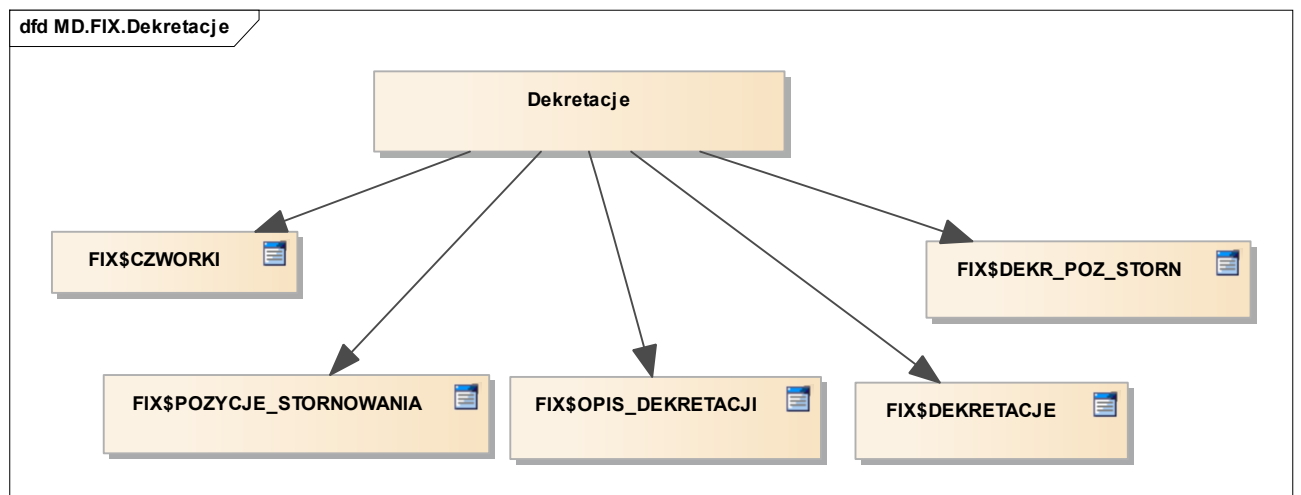 dfd MD.FIX.Dekretacje
Dekretacje
FIX$CZWORKI
FIX$DEKR_POZ_STORN
FIX$POZYCJE_STORNOWANIA
FIX$OPIS_DEKRETACJI
FIX$DEKRETACJE